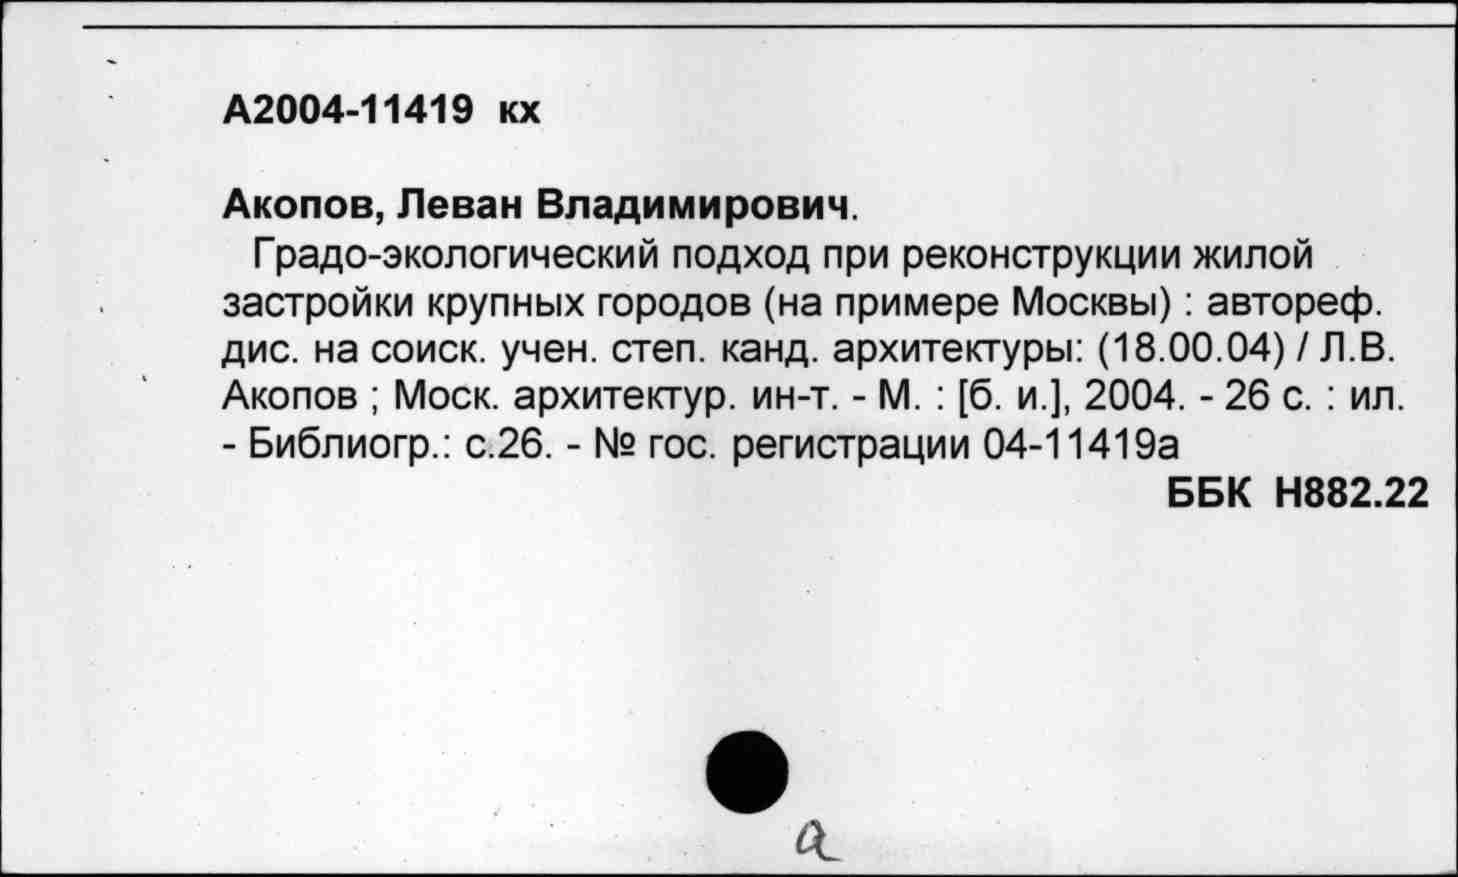 А2004-11419 кх
Акопов, Леван Владимирович.
Градо-экологический подход при реконструкции жилой
застройки крупных городов (на примере Москвы) : автореф.
дис. на соиск. учен. степ. канд. архитектуры: (18.00.04) / Л.В.
Акопов ; Моск. архитектур. ин-т. - М. : [б. и.], 2004. - 26 с. : ил.
- Библиогр.: с.26. - № гос. регистрации 04-11419а
ББК Н882.22
а